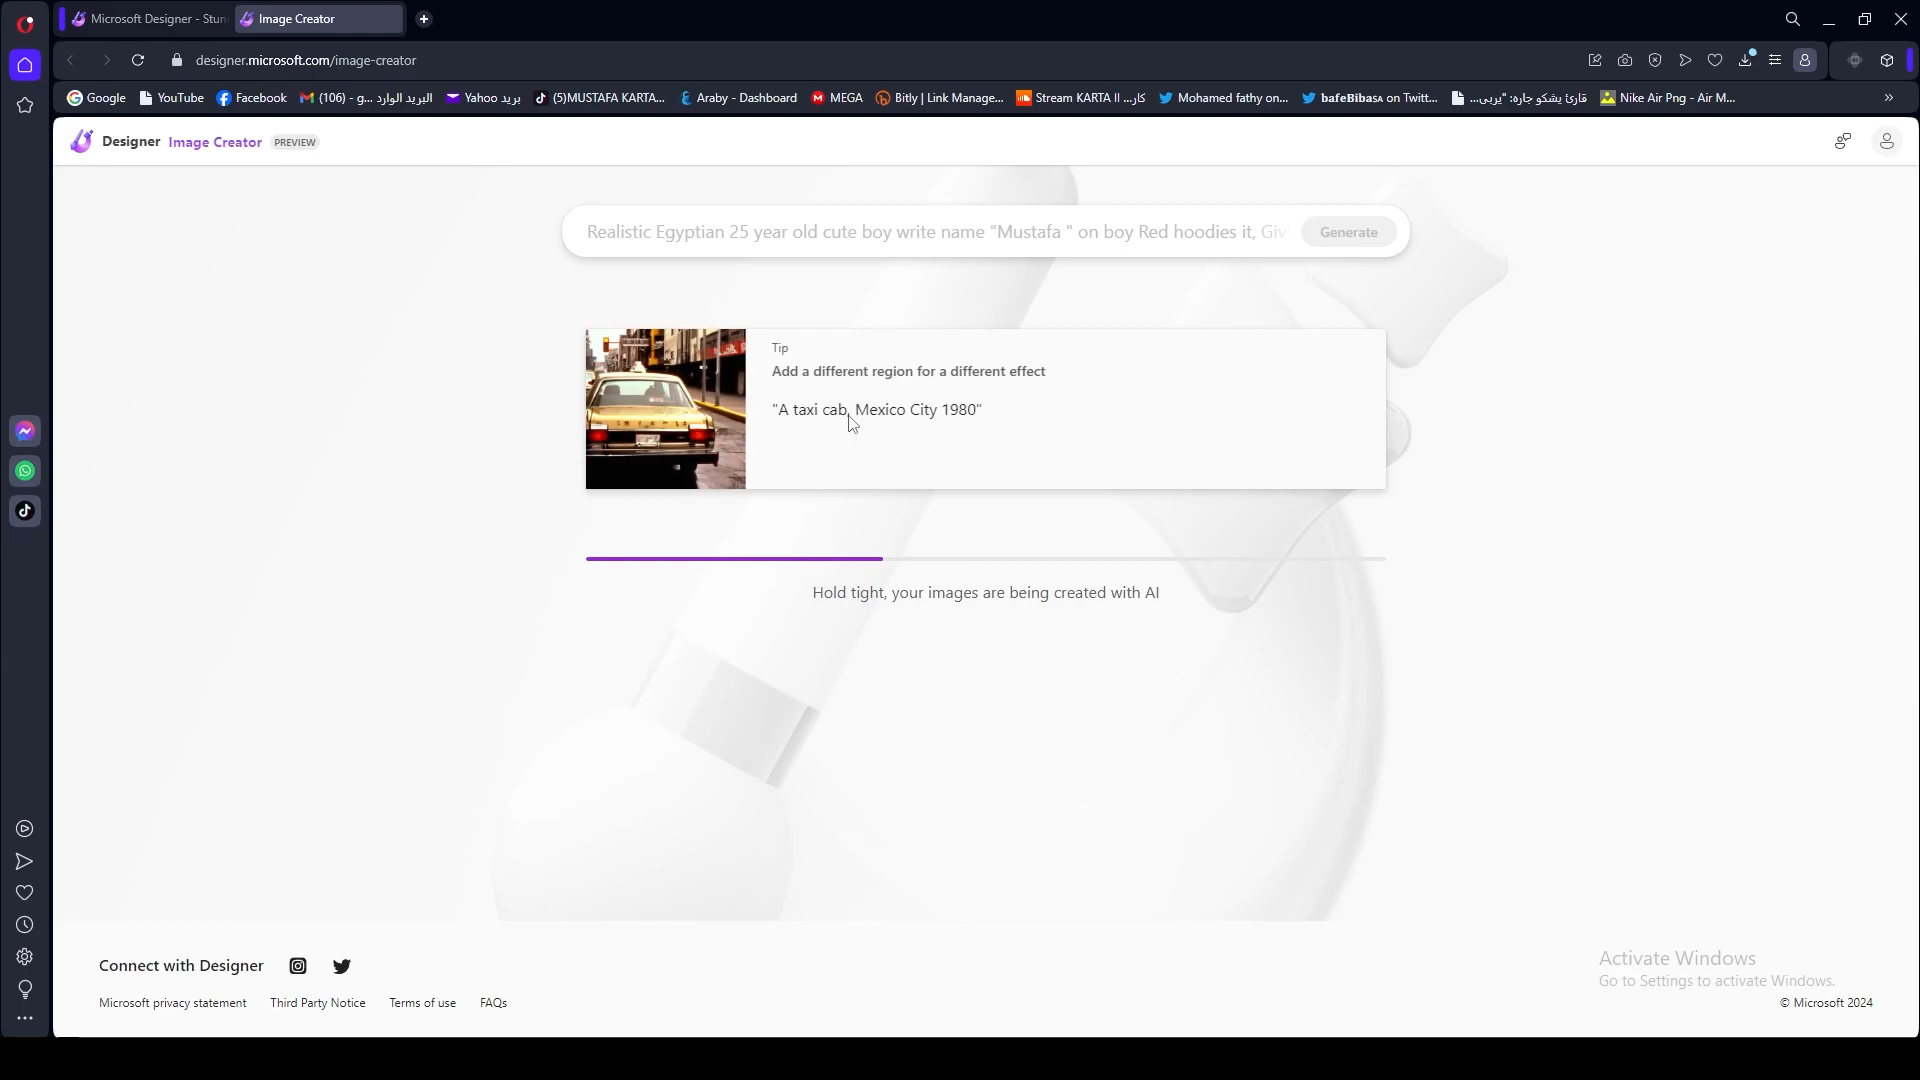 Microsoft Designer - Stun
Image Creator
designer.microsoft.com/image-creator
Google
YouTube
Facebook
البريد الوارد g... - (106)
Yahoo بريد
(5)MUSTAFA KARTA...
Araby - Dashboard
MEGA
Bitly | Link Manage...
Stream KARTA II كار...
Mohamed fathy on...
bafeBibaSA on Twitt...
قارئ يشكو جاره: "يربى...
Nike Air Png - Air M...
Designer Image Creator PREVIEW
Realistic Egyptian 25 year old cute boy write name "Mustafa " on boy Red hoodies it, Giv
Generate
Tip
Add a different region for a different effect
"A taxi cab, Mexico City 1980"
Hold tight, your images are being created with AI
Connect with Designer
Microsoft privacy statement
Third Party Notice
Terms of use
FAQs
Activate Windows
Go to Settings to activate Windows.
© Microsoft 2024